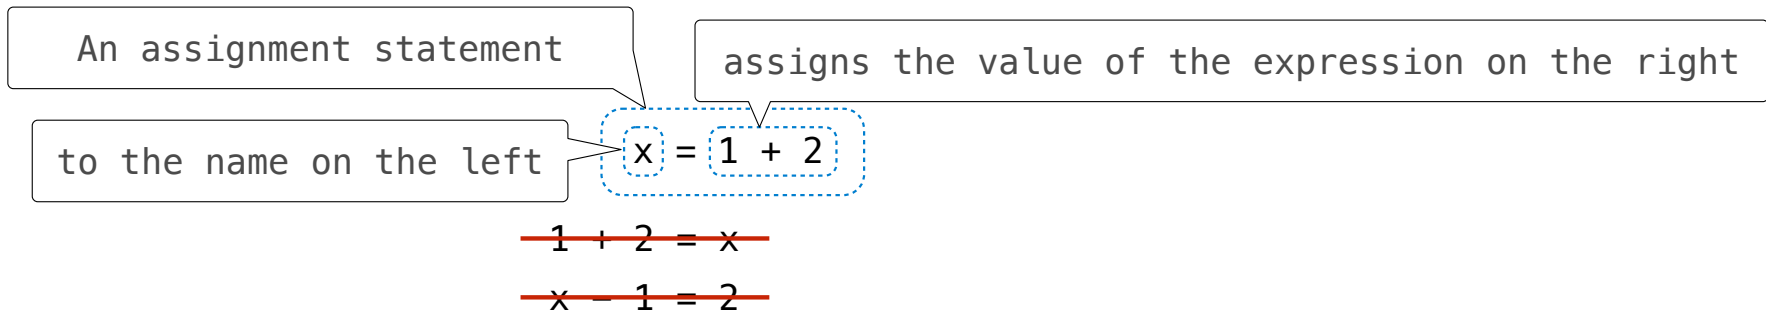 An assignment statement
assigns the value of the expression on the right
to the name on the left
x = 1 + 2
1 + 2 = x
x - 1 = 2